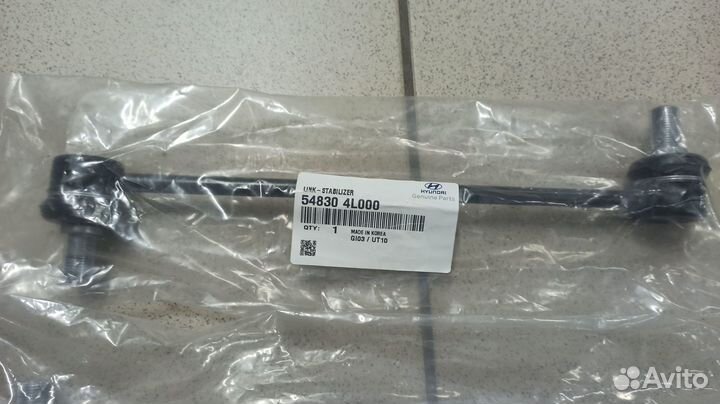 LINK-STABILIZER
54830 4L000
HYUNDAI
Genuine Parts
QTY: 1
MADE IN KOREA
GI03 / UT10
Avito